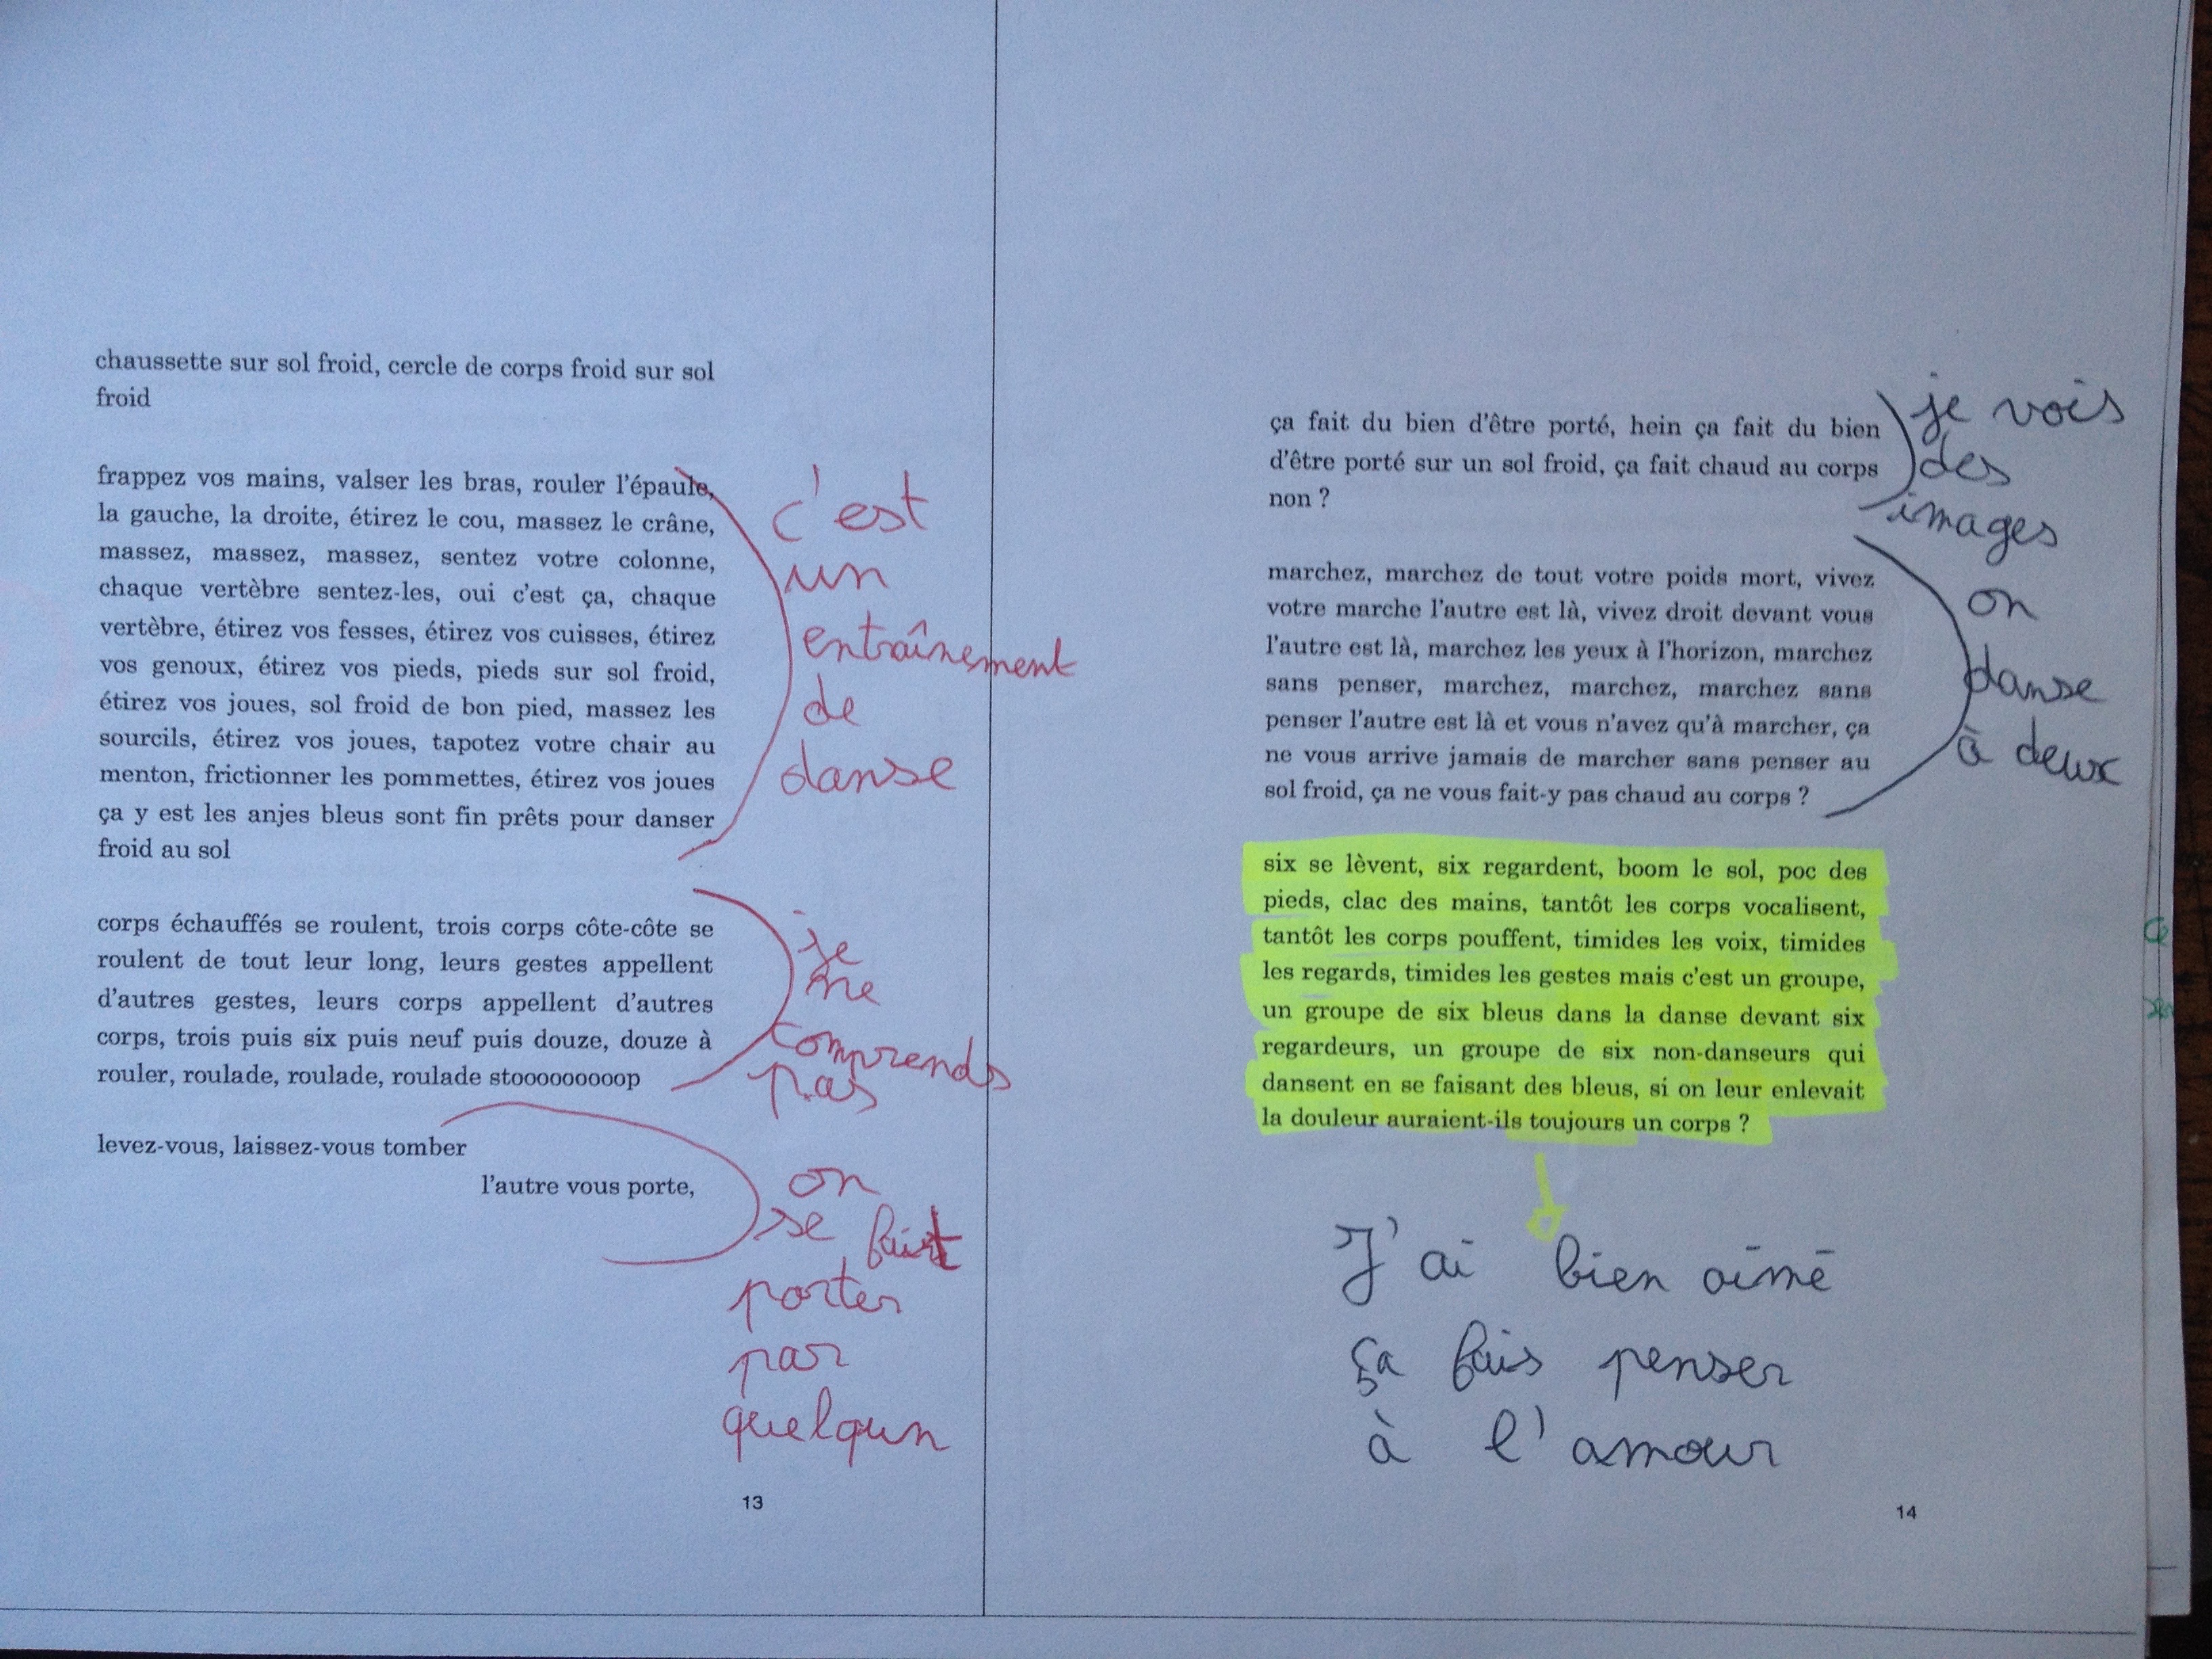 chaussette sur sol froid, cercle de corps froid sur sol
froid
frappez vos mains, valser les bras, rouler l'épaule,
la gauche, la droite, étirez le cou, massez le crâne,
massez, massez, massez, sentez votre colonne,
chaque vertèbre sentez-les, oui c'est ça, chaque
vertèbre, étirez vos fesses, étirez vos cuisses, étirez
vos genoux, étirez vos pieds, pieds sur sol froid,
étirez vos joues, sol froid de bon pied, massez les
sourcils, étirez vos joues, tapotez votre chair au
menton, frictionner les pommettes, étirez vos joues
ça y est les anjes bleus sont fin prêts pour danser
froid au sol
c'est
un
entraînement
de
danse
corps échauffés se roulent, trois corps côte-côte se
roulent de tout leur long, leurs gestes appellent
d'autres gestes, leurs corps appellent d'autres
corps, trois puis six puis neuf puis douze, douze à
rouler, roulade, roulade, roulade stooooooooop
je
ne
comprends
pas
levez-vous, laissez-vous tomber
l'autre vous porte,
on
se fait
porter
par
quelqun
13
ça fait du bien d'être porté, hein ça fait du bien
d'être porté sur un sol froid, ça fait chaud au corps
non ?
je vois
des
images
marchez, marchez de tout votre poids mort, vivez
votre marche l'autre est là, vivez droit devant vous
l'autre est là, marchez les yeux à l'horizon, marchez
sans penser, marchez, marchez, marchez sans
penser l'autre est là et vous n'avez qu'à marcher, ça
ne vous arrive jamais de marcher sans penser au
sol froid, ça ne vous fait-y pas chaud au corps ?
on
danse
à deux
six se lèvent, six regardent, boom le sol, poc des
pieds, clac des mains, tantôt les corps vocalisent,
tantôt les corps pouffent, timides les voix, timides
les regards, timides les gestes mais c'est un groupe,
un groupe de six bleus dans la danse devant six
regardeurs, un groupe de six non-danseurs qui
dansent en se faisant des bleus, si on leur enlevait
la douleur auraient-ils toujours un corps ?
J'ai bien aimé
ça fais penser
à l'amour
14